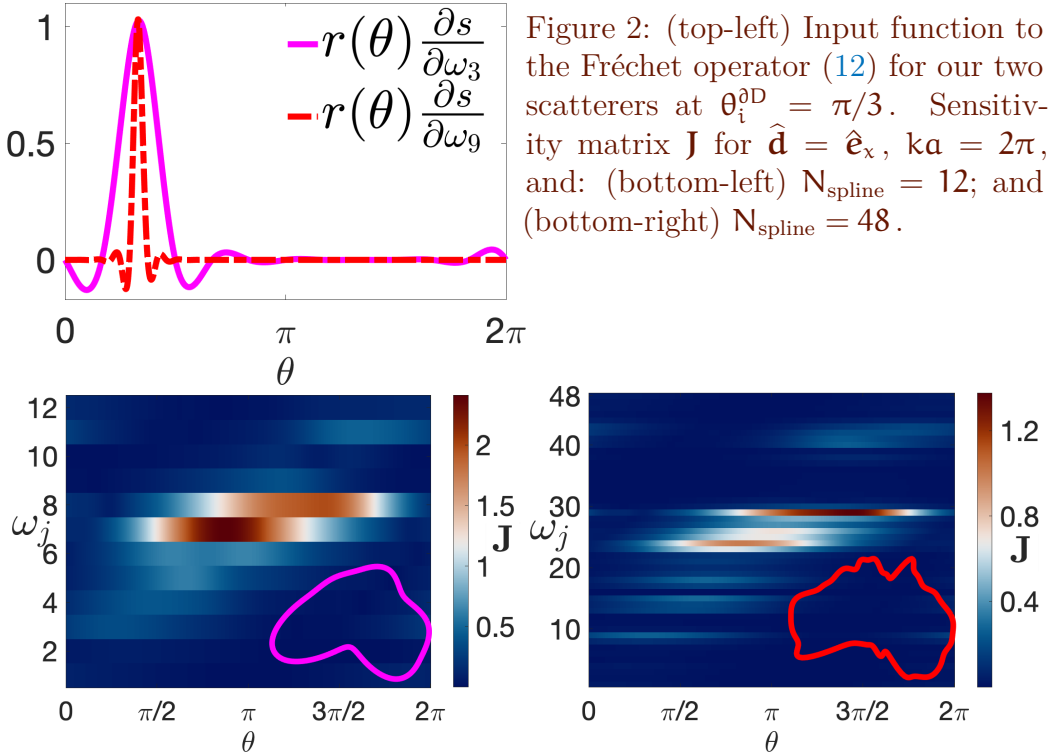 1
0.5
0
r(θ) ∂s/∂ω₃
r(θ) ∂s/∂ω₉
0 π 2π
θ
Figure 2: (top-left) Input function to
the Fréchet operator (12) for our two
scatterers at θᵢ^∂D = π/3. Sensitiv-
ity matrix J for d̂ = êₓ, ka = 2π,
and: (bottom-left) N_spline = 12; and
(bottom-right) N_spline = 48.
12
10
8
6
4
2
ω_j
0 π/2 π 3π/2 2π
θ
2
1.5
1
0.5
J
48
40
30
20
10
ω_j
0 π/2 π 3π/2 2π
θ
1.2
0.8
0.4
J